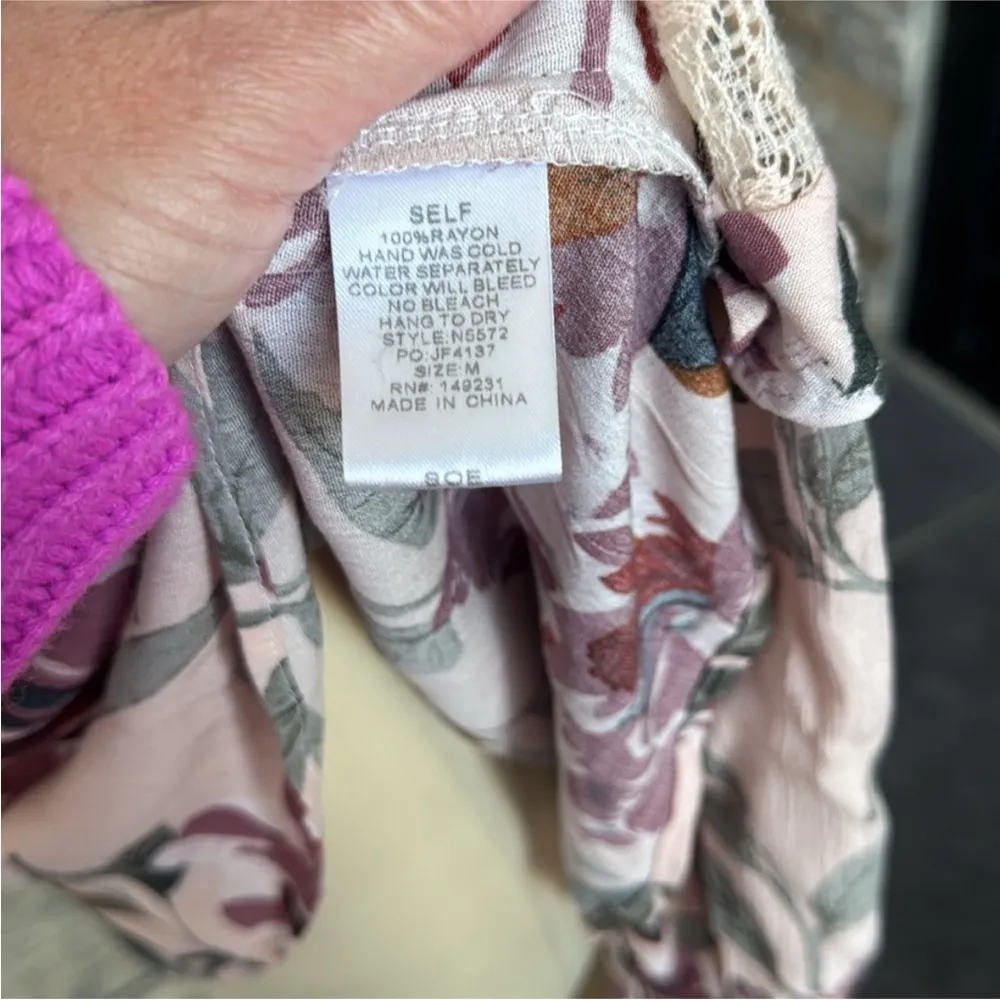 SELF
100%RAYON
HAND WAS COLD
WATER SEPARATELY
COLOR WILL BLEED
NO BLEACH
HANG TO DRY
STYLE:N5572
PO:JF4137
SIZE:M
RN#: 149231
MADE IN CHINA